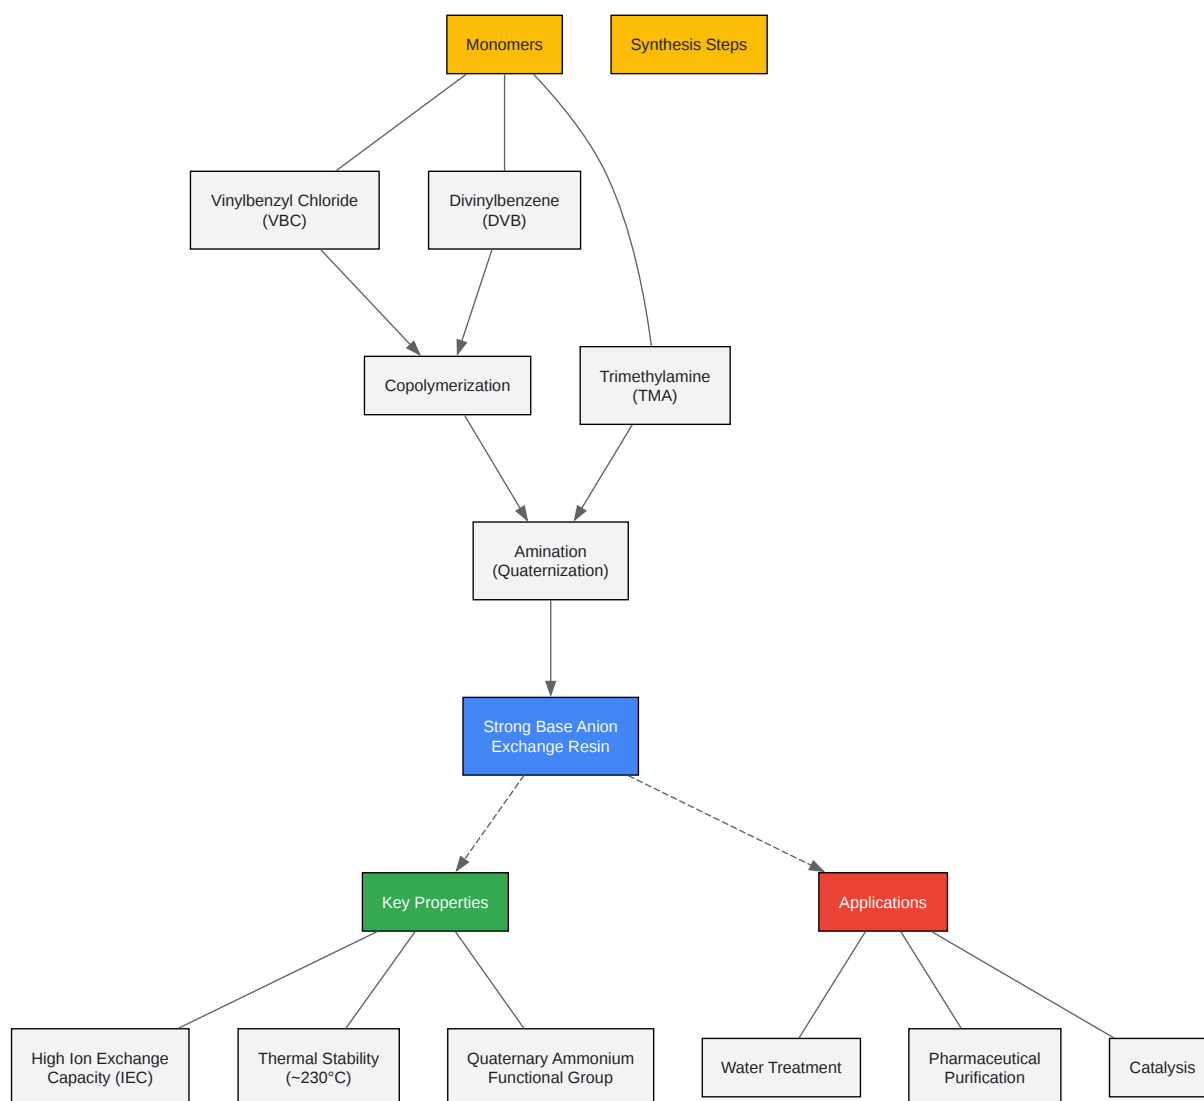 Monomers
Synthesis Steps
Vinylbenzyl Chloride
(VBC)
Divinylbenzene
(DVB)
Copolymerization
Trimethylamine
(TMA)
Amination
(Quaternization)
Strong Base Anion
Exchange Resin
Key Properties
Applications
High Ion Exchange
Capacity (IEC)
Thermal Stability
(~230°C)
Quaternary Ammonium
Functional Group
Water Treatment
Pharmaceutical
Purification
Catalysis